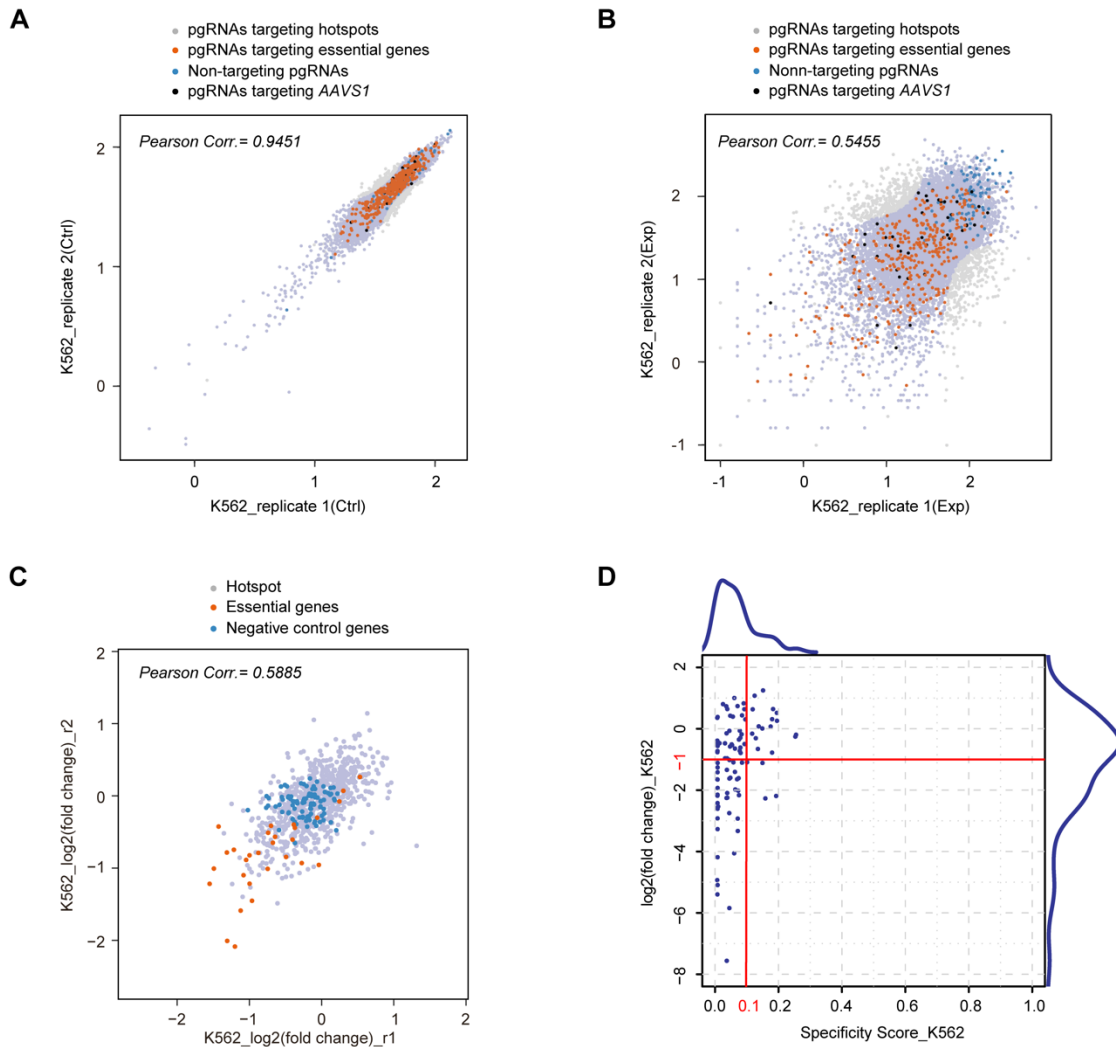 A
pgRNAs targeting hotspots
pgRNAs targeting essential genes
Non-targeting pgRNAs
pgRNAs targeting AAVS1
Pearson Corr.= 0.9451
2
1
0
K562_replicate 2(Ctrl)
0 1 2
K562_replicate 1(Ctrl)
B
pgRNAs targeting hotspots
pgRNAs targeting essential genes
Nonn-targeting pgRNAs
pgRNAs targeting AAVS1
Pearson Corr.= 0.5455
2
1
0
-1
K562_replicate 2(Exp)
-1 0 1 2
K562_replicate 1(Exp)
C
Hotspot
Essential genes
Negative control genes
Pearson Corr.= 0.5885
2
1
0
−1
−2
K562_log2(fold change)_r2
−2 −1 0 1 2
K562_log2(fold change)_r1
D
2
0
−1
−2
−4
−6
−8
log2(fold change)_K562
0.0 0.1 0.2 0.4 0.6 0.8 1.0
Specificity Score_K562